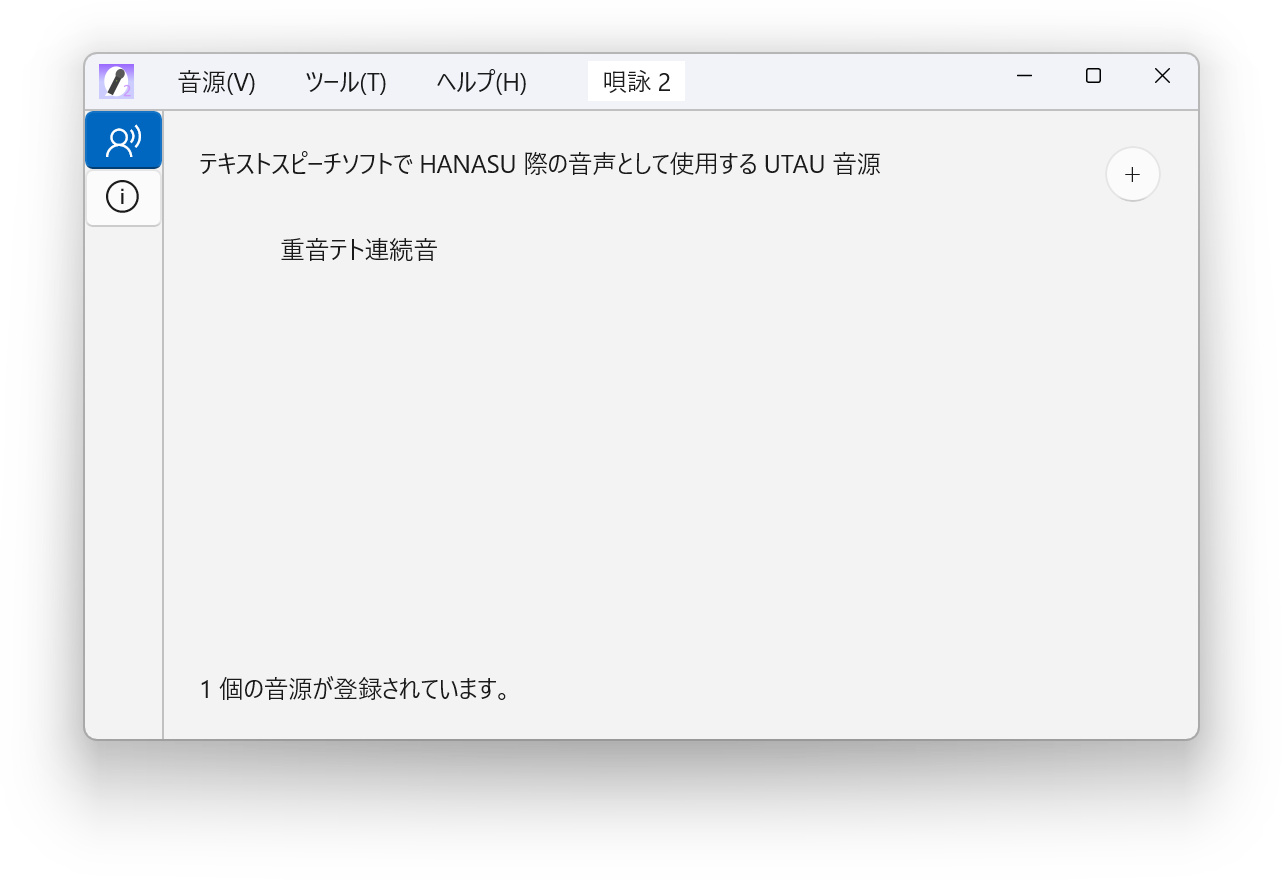 音源(V) ツール(T) ヘルプ(H) 唄詠 2
テキストスピーチソフトで HANASU 際の音声として使用する UTAU 音源
重音テト連続音
1 個の音源が登録されています。